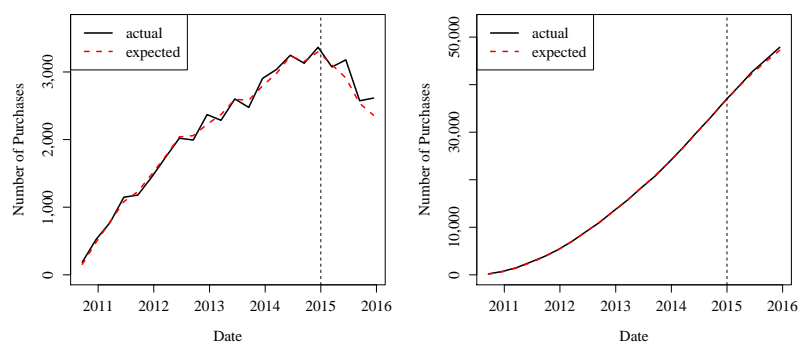 actual
expected
Number of Purchases
0
1,000
2,000
3,000
2011
2012
2013
2014
2015
2016
Date
actual
expected
Number of Purchases
0
10,000
30,000
50,000
2011
2012
2013
2014
2015
2016
Date